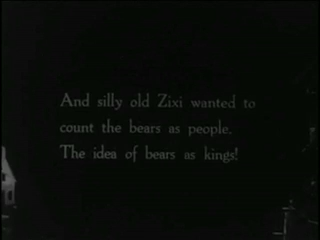 And silly old Zixi wanted to
count the bears as people.
The idea of bears as kings!